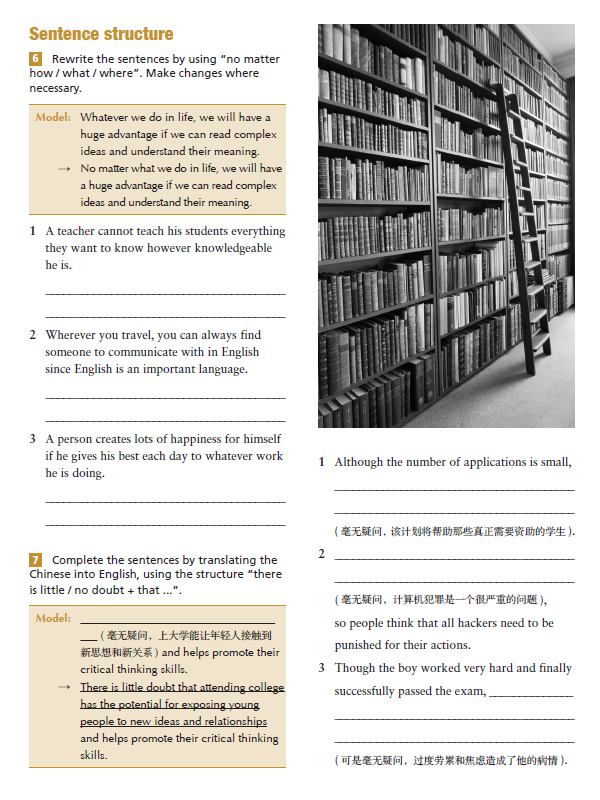 Sentence structure
6 Rewrite the sentences by using “no matter
how / what / where”. Make changes where
necessary.
Model: Whatever we do in life, we will have a
huge advantage if we can read complex
ideas and understand their meaning.
→ No matter what we do in life, we will have
a huge advantage if we can read complex
ideas and understand their meaning.
1 A teacher cannot teach his students everything
they want to know however knowledgeable
he is.
2 Wherever you travel, you can always find
someone to communicate with in English
since English is an important language.
3 A person creates lots of happiness for himself
if he gives his best each day to whatever work
he is doing.
7 Complete the sentences by translating the
Chinese into English, using the structure “there
is little / no doubt + that ...”.
Model: ______________________________
___ ( 毫无疑问，上大学能让年轻人接触到
新思想和新关系 ) and helps promote their
critical thinking skills.
→ There is little doubt that attending college
has the potential for exposing young
people to new ideas and relationships
and helps promote their critical thinking
skills.
1 Although the number of applications is small,
( 毫无疑问，该计划将帮助那些真正需要资助的学生 ).
2
( 毫无疑问，计算机犯罪是一个很严重的问题 ),
so people think that all hackers need to be
punished for their actions.
3 Though the boy worked very hard and finally
successfully passed the exam, ______________
( 可是毫无疑问，过度劳累和焦虑造成了他的病情 ).